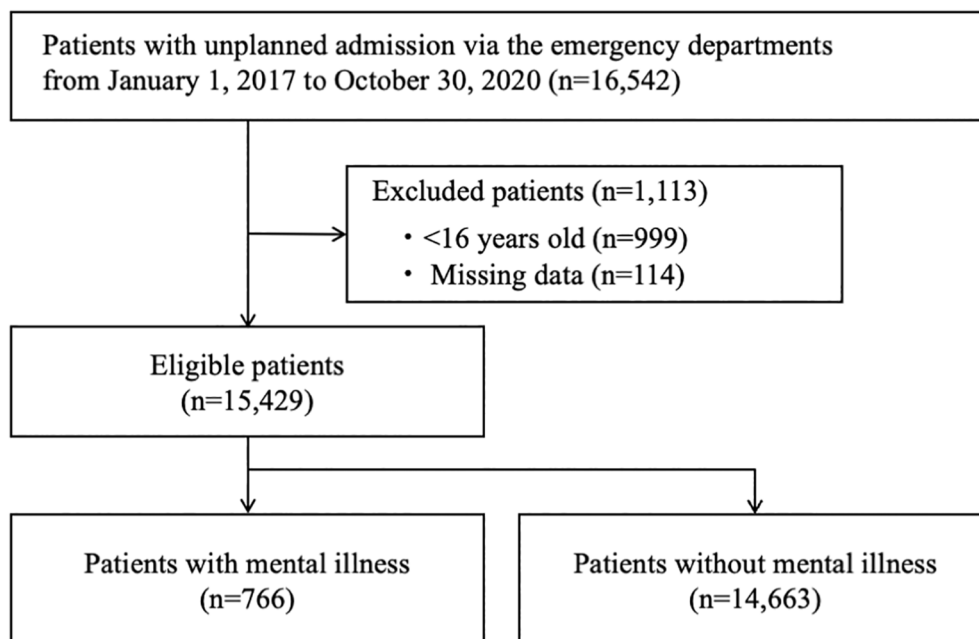 Patients with unplanned admission via the emergency departments
from January 1, 2017 to October 30, 2020 (n=16,542)
Excluded patients (n=1,113)
・<16 years old (n=999)
・ Missing data (n=114)
Eligible patients
(n=15,429)
Patients with mental illness
(n=766)
Patients without mental illness
(n=14,663)